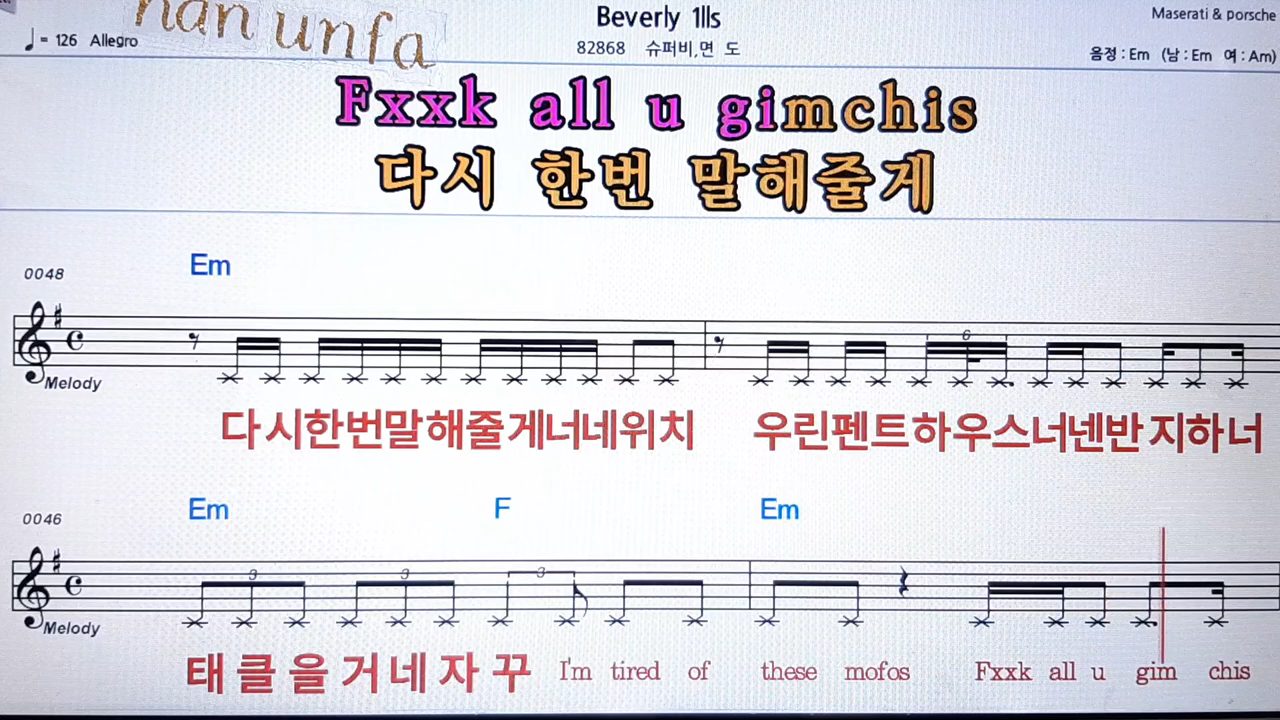 nan unfa
Beverly 1lls
Maserati & porsche
♩= 126 Allegro
82868 슈퍼비,면 도
음정 : Em (남 : Em 여 : Am)
Fxxk all u gimchis
다시 한번 말해줄게
0048
Em
6
Melody
다시한번말해줄게너네위치 우린펜트하우스너넨반지하너
0046
Em F Em
3 3 3
Melody
태클을거네자꾸 I'm tired of these mofos Fxxk all u gim chis